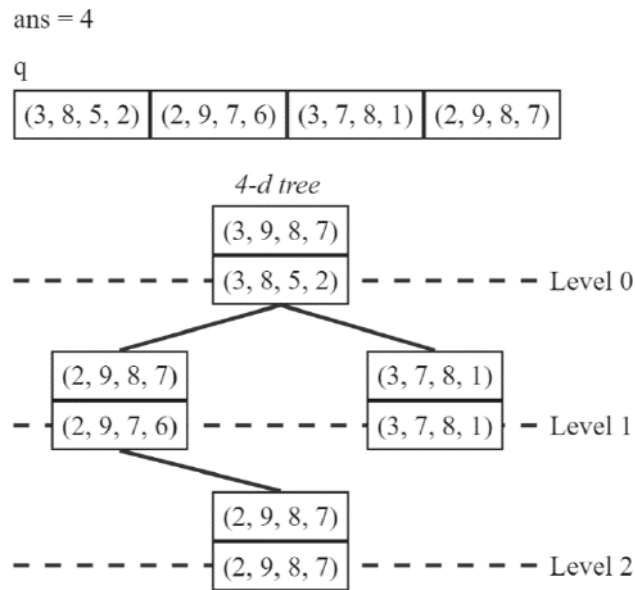 ans = 4
q
(3, 8, 5, 2) (2, 9, 7, 6) (3, 7, 8, 1) (2, 9, 8, 7)
4-d tree
(3, 9, 8, 7)
(3, 8, 5, 2) Level 0
(2, 9, 8, 7) (3, 7, 8, 1)
(2, 9, 7, 6) (3, 7, 8, 1) Level 1
(2, 9, 8, 7)
(2, 9, 8, 7) Level 2